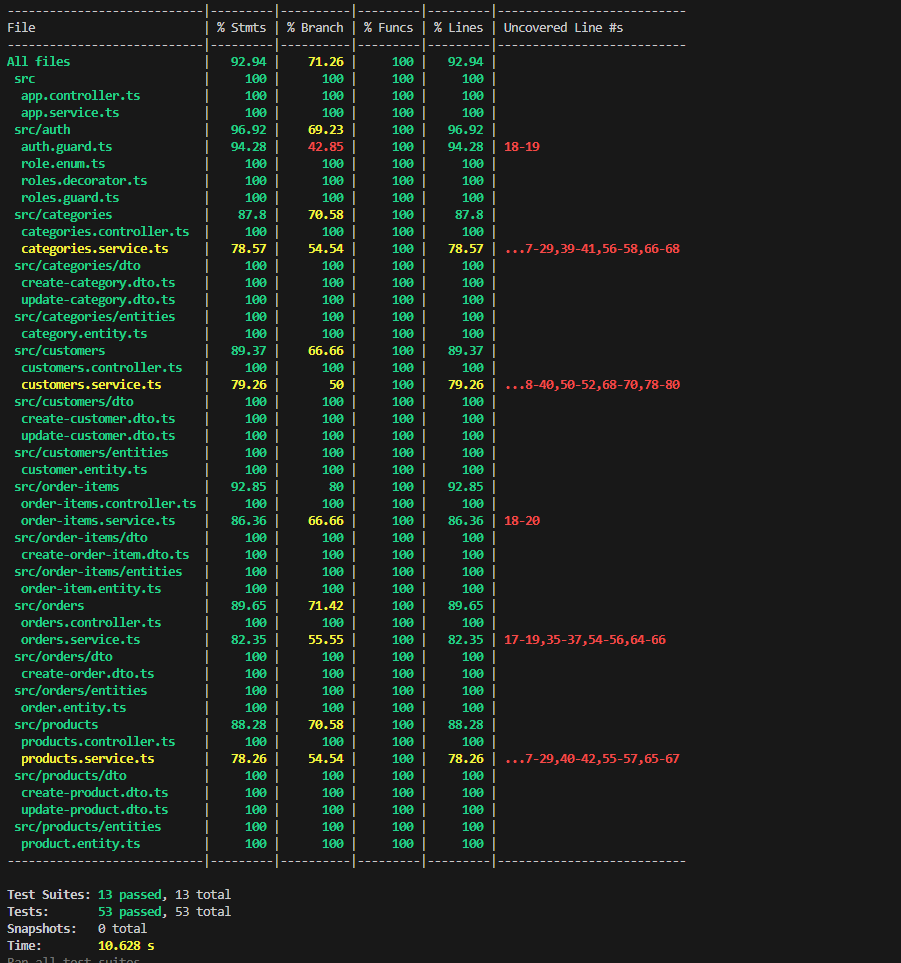 ----------------------------|---------|----------|---------|---------|---------------------------
File                        | % Stmts | % Branch | % Funcs | % Lines | Uncovered Line #s
----------------------------|---------|----------|---------|---------|---------------------------
All files                   |   92.94 |    71.26 |     100 |   92.94 |
 src                        |     100 |      100 |     100 |     100 |
  app.controller.ts         |     100 |      100 |     100 |     100 |
  app.service.ts            |     100 |      100 |     100 |     100 |
 src/auth                   |   96.92 |    69.23 |     100 |   96.92 |
  auth.guard.ts             |   94.28 |    42.85 |     100 |   94.28 | 18-19
  role.enum.ts              |     100 |      100 |     100 |     100 |
  roles.decorator.ts        |     100 |      100 |     100 |     100 |
  roles.guard.ts            |     100 |      100 |     100 |     100 |
 src/categories             |    87.8 |    70.58 |     100 |    87.8 |
  categories.controller.ts  |     100 |      100 |     100 |     100 |
  categories.service.ts     |   78.57 |    54.54 |     100 |   78.57 | ...7-29,39-41,56-58,66-68
 src/categories/dto         |     100 |      100 |     100 |     100 |
  create-category.dto.ts    |     100 |      100 |     100 |     100 |
  update-category.dto.ts    |     100 |      100 |     100 |     100 |
 src/categories/entities    |     100 |      100 |     100 |     100 |
  category.entity.ts        |     100 |      100 |     100 |     100 |
 src/customers              |   89.37 |    66.66 |     100 |   89.37 |
  customers.controller.ts   |     100 |      100 |     100 |     100 |
  customers.service.ts      |   79.26 |       50 |     100 |   79.26 | ...8-40,50-52,68-70,78-80
 src/customers/dto          |     100 |      100 |     100 |     100 |
  create-customer.dto.ts    |     100 |      100 |     100 |     100 |
  update-customer.dto.ts    |     100 |      100 |     100 |     100 |
 src/customers/entities     |     100 |      100 |     100 |     100 |
  customer.entity.ts        |     100 |      100 |     100 |     100 |
 src/order-items            |   92.85 |       80 |     100 |   92.85 |
  order-items.controller.ts |     100 |      100 |     100 |     100 |
  order-items.service.ts    |   86.36 |    66.66 |     100 |   86.36 | 18-20
 src/order-items/dto        |     100 |      100 |     100 |     100 |
  create-order-item.dto.ts  |     100 |      100 |     100 |     100 |
 src/order-items/entities   |     100 |      100 |     100 |     100 |
  order-item.entity.ts      |     100 |      100 |     100 |     100 |
 src/orders                 |   89.65 |    71.42 |     100 |   89.65 |
  orders.controller.ts      |     100 |      100 |     100 |     100 |
  orders.service.ts         |   82.35 |    55.55 |     100 |   82.35 | 17-19,35-37,54-56,64-66
 src/orders/dto             |     100 |      100 |     100 |     100 |
  create-order.dto.ts       |     100 |      100 |     100 |     100 |
 src/orders/entities        |     100 |      100 |     100 |     100 |
  order.entity.ts           |     100 |      100 |     100 |     100 |
 src/products               |   88.28 |    70.58 |     100 |   88.28 |
  products.controller.ts    |     100 |      100 |     100 |     100 |
  products.service.ts       |   78.26 |    54.54 |     100 |   78.26 | ...7-29,40-42,55-57,65-67
 src/products/dto           |     100 |      100 |     100 |     100 |
  create-product.dto.ts     |     100 |      100 |     100 |     100 |
  update-product.dto.ts     |     100 |      100 |     100 |     100 |
 src/products/entities      |     100 |      100 |     100 |     100 |
  product.entity.ts         |     100 |      100 |     100 |     100 |
----------------------------|---------|----------|---------|---------|---------------------------

Test Suites: 13 passed, 13 total
Tests:       53 passed, 53 total
Snapshots:   0 total
Time:        10.628 s
Ran all test suites.